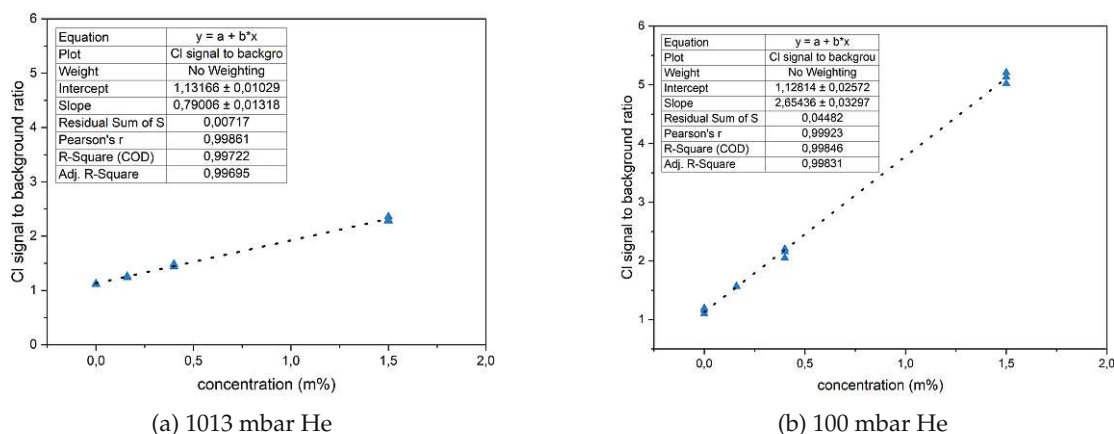 6
5
4
3
2
1
0
Cl signal to background ratio
Equation y = a + b*x
Plot Cl signal to backgro
Weight No Weighting
Intercept 1,13166 ± 0,01029
Slope 0,79006 ± 0,01318
Residual Sum of S 0,00717
Pearson's r 0,99861
R-Square (COD) 0,99722
Adj. R-Square 0,99695
0,0 0,5 1,0 1,5 2,0
concentration (m%)
(a) 1013 mbar He
6
5
4
3
2
1
Cl signal to background ratio
Equation y = a + b*x
Plot Cl signal to backgrou
Weight No Weighting
Intercept 1,12814 ± 0,02572
Slope 2,65436 ± 0,03297
Residual Sum of S 0,04482
Pearson's r 0,99923
R-Square (COD) 0,99846
Adj. R-Square 0,99831
0,0 0,5 1,0 1,5 2,0
concentration (m%)
(b) 100 mbar He